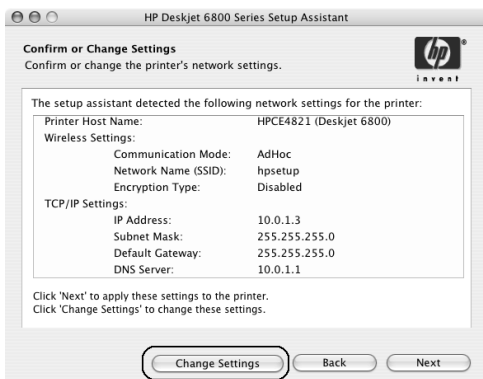 HP Deskjet 6800 Series Setup Assistant
Confirm or Change Settings
Confirm or change the printer's network settings.
hp
®
invent
The setup assistant detected the following network settings for the printer:
Printer Host Name: HPCE4821 (Deskjet 6800)
Wireless Settings:
Communication Mode: AdHoc
Network Name (SSID): hpsetup
Encryption Type: Disabled
TCP/IP Settings:
IP Address: 10.0.1.3
Subnet Mask: 255.255.255.0
Default Gateway: 255.255.255.0
DNS Server: 10.0.1.1
Click 'Next' to apply these settings to the printer.
Click 'Change Settings' to change these settings.
Change Settings Back Next